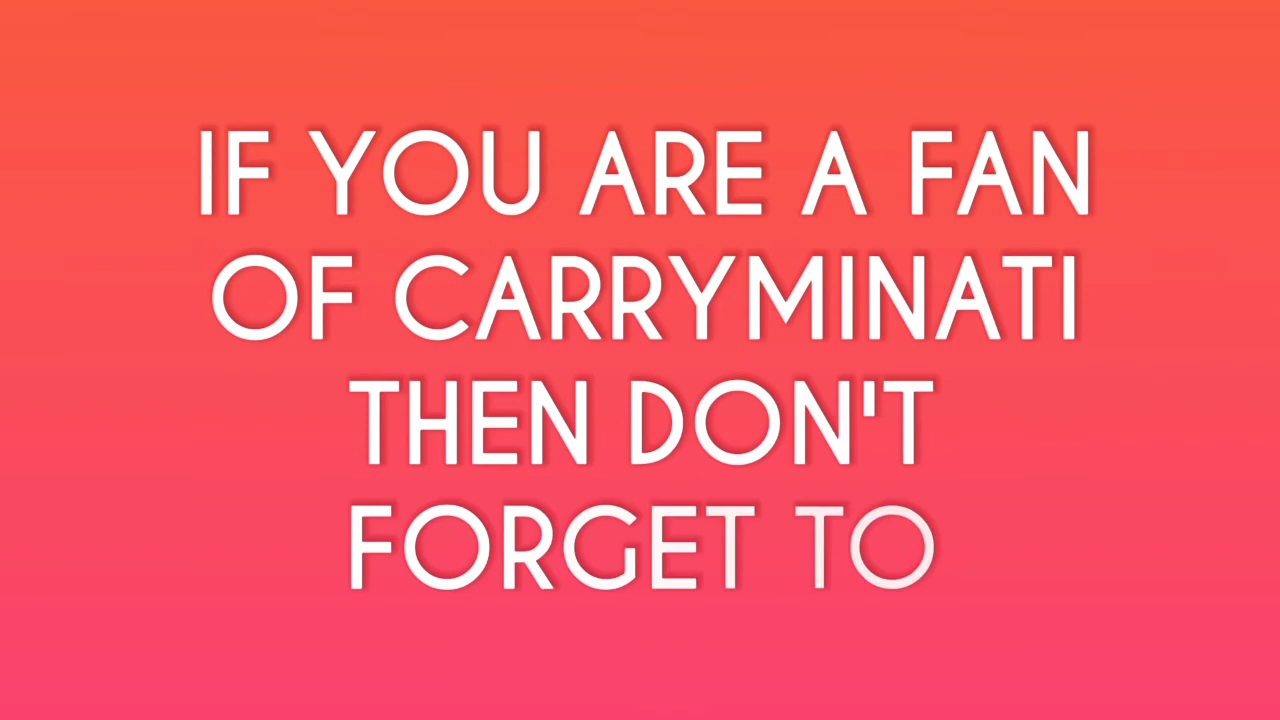 IF YOU ARE A FAN
OF CARRYMINATI
THEN DON'T
FORGET TO